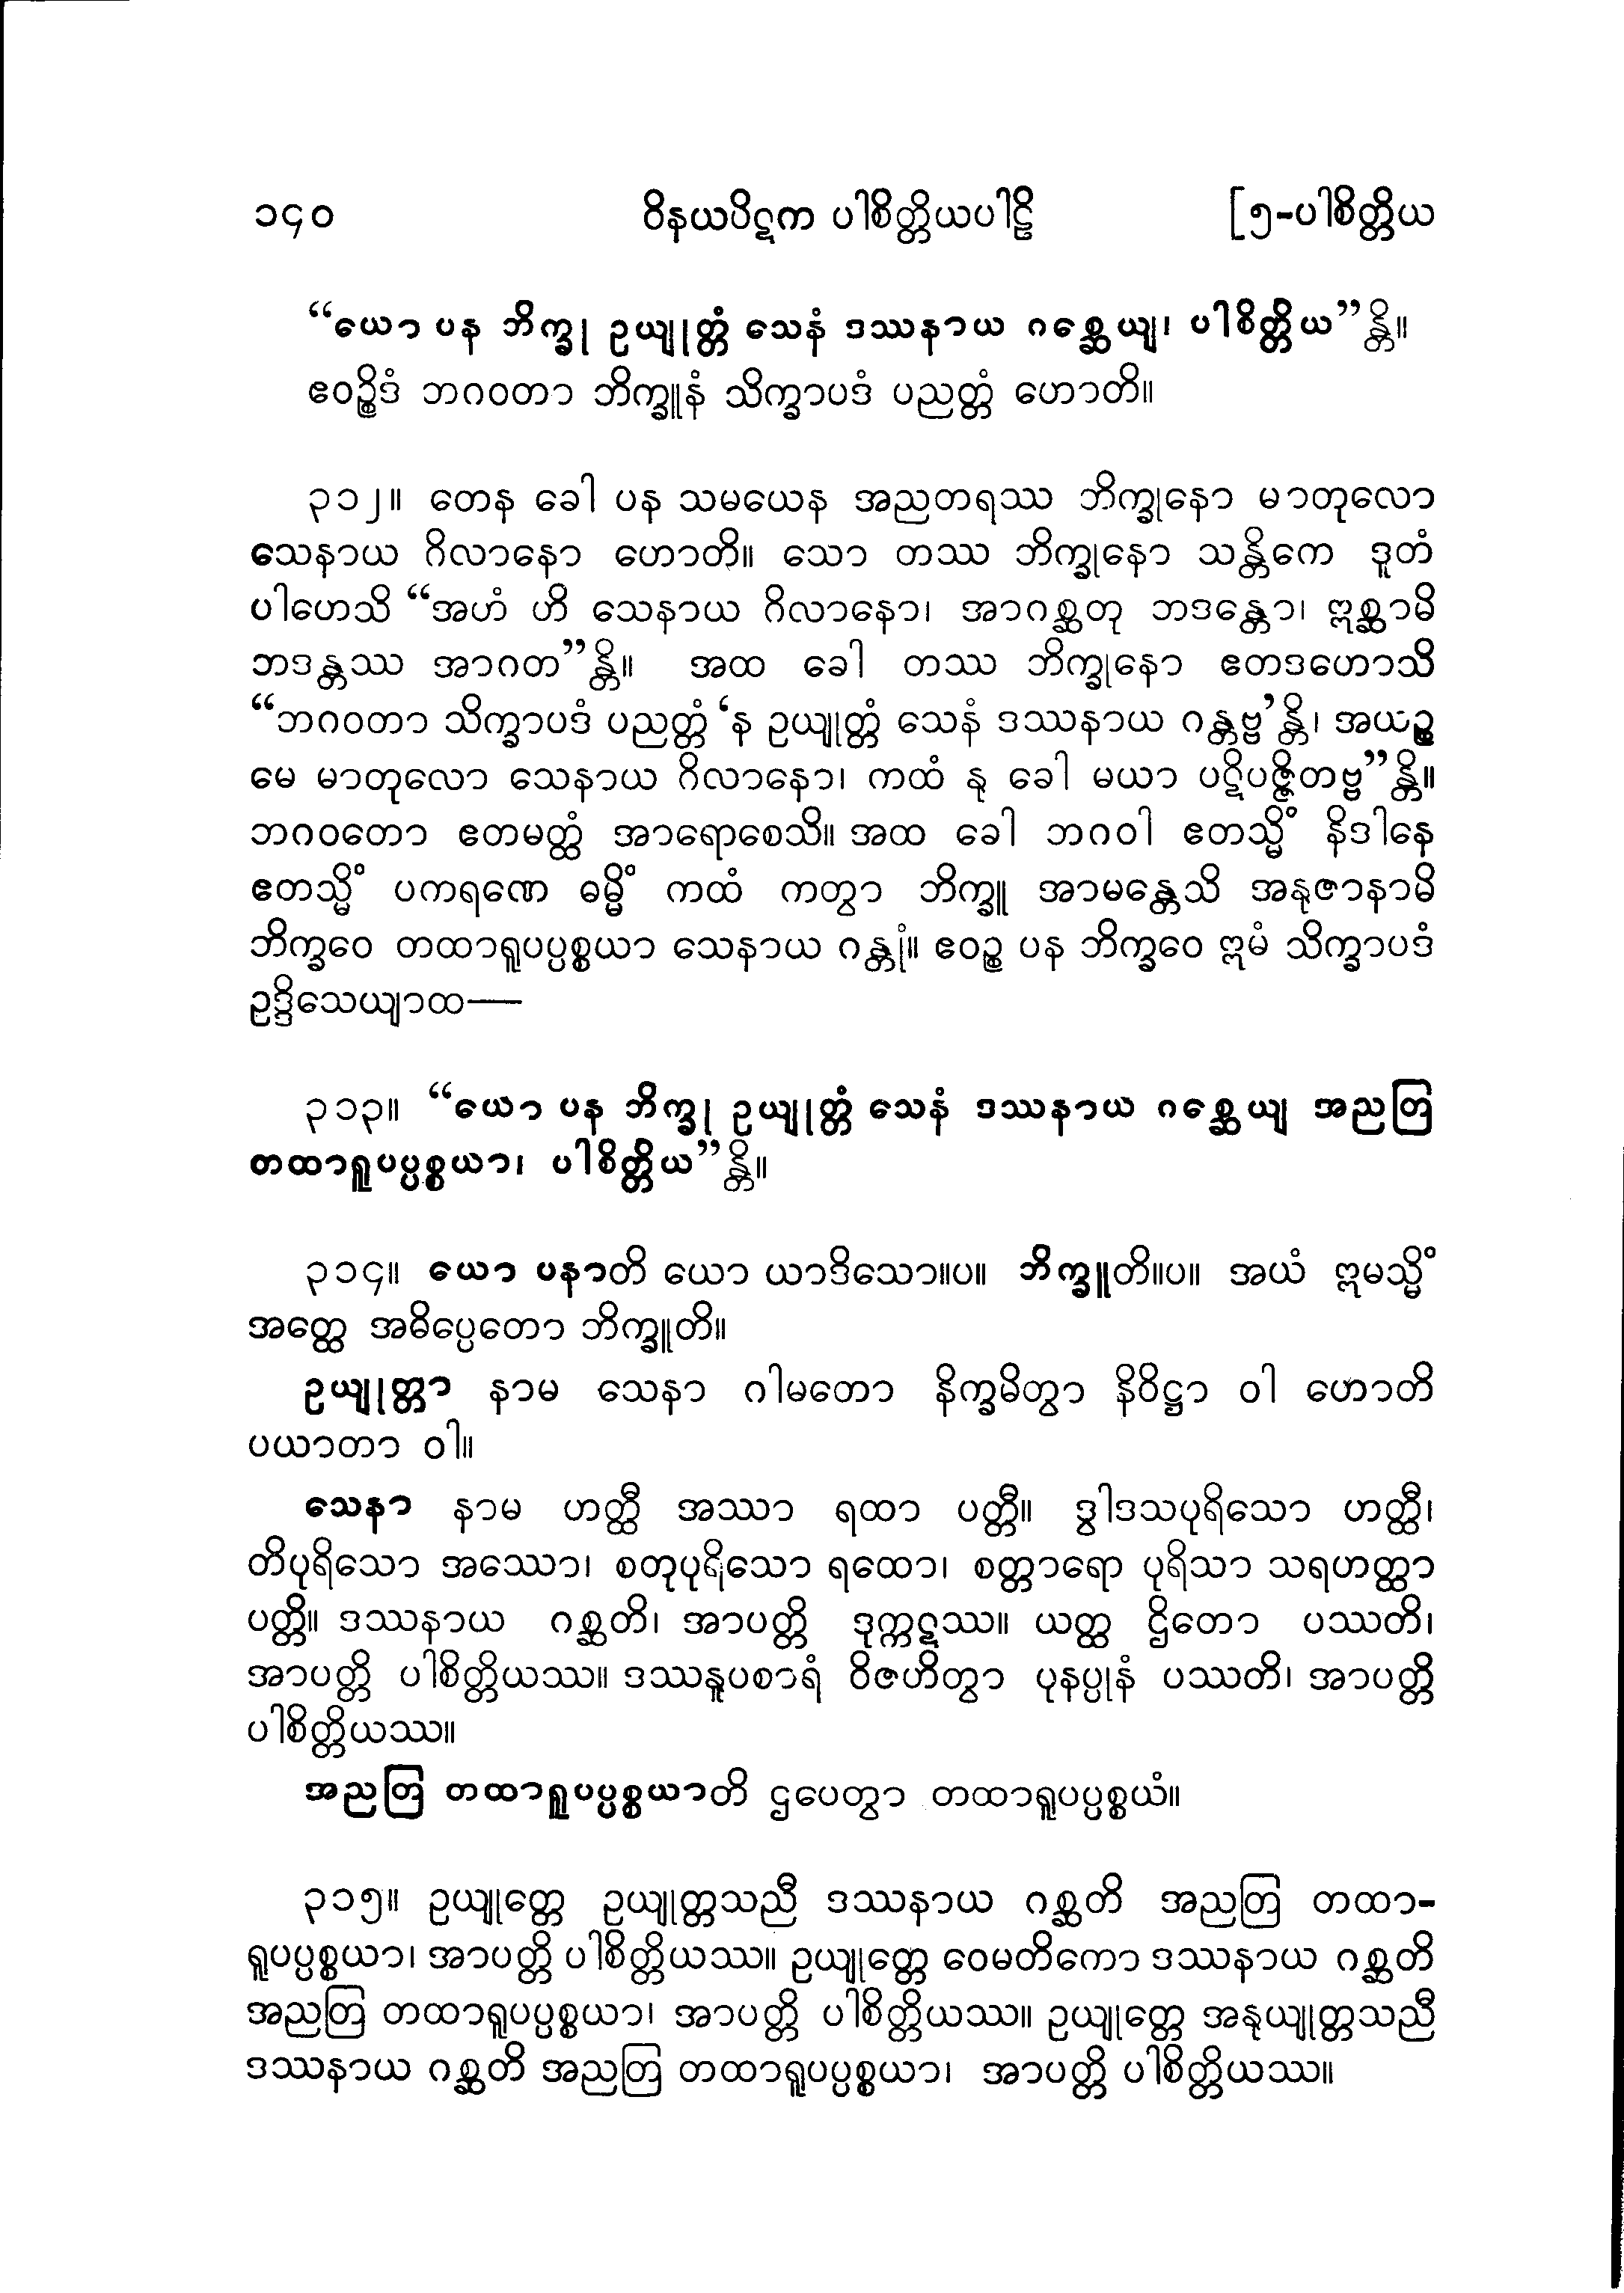 ၁၄၀ ဝိနယပိဋက ပါစိတ္တိယပါဠိ [၅-ပါစိတ္တိယ
“ယော ပန ဘိက္ခု ဥယျုတ္တံ သေနံ ဒဿနာယ ဂစ္ဆေယျ၊ ပါစိတ္တိယ”န္တိ။
ဧဝဉ္စိဒံ ဘဂဝတာ ဘိက္ခူနံ သိက္ခာပဒံ ပညတ္တံ ဟောတိ။
၃၁၂။ တေန ခေါ ပန သမယေန အညတရဿ ဘိက္ခုနော မာတုလော
သေနာယ ဂိလာနော ဟောတိ။ သော တဿ ဘိက္ခုနော သန္တိကေ ဒူတံ
ပါဟေသိ “အဟံ ဟိ သေနာယ ဂိလာနော၊ အာဂစ္ဆတု ဘဒန္တော၊ ဣစ္ဆာမိ
ဘဒန္တဿ အာဂတ”န္တိ။ အထ ခေါ တဿ ဘိက္ခုနော ဧတဒဟောသိ
“ဘဂဝတာ သိက္ခာပဒံ ပညတ္တံ ‘န ဥယျုတ္တံ သေနံ ဒဿနာယ ဂန္တဗ္ဗ’န္တိ၊ အယဉ္စ
မေ မာတုလော သေနာယ ဂိလာနော၊ ကထံ နု ခေါ မယာ ပဋိပဇ္ဇိတဗ္ဗ”န္တိ။
ဘဂဝတော ဧတမတ္ထံ အာရောစေသိ။ အထ ခေါ ဘဂဝါ ဧတသ္မိံ နိဒါနေ
ဧတသ္မိံ ပကရဏေ ဓမ္မိံ ကထံ ကတွာ ဘိက္ခူ အာမန္တေသိ အနုဇာနာမိ
ဘိက္ခဝေ တထာရူပပ္ပစ္စယာ သေနာယ ဂန္တုံ။ ဧဝဉ္စ ပန ဘိက္ခဝေ ဣမံ သိက္ခာပဒံ
ဥဒ္ဒိသေယျာထ—
၃၁၃။ “ယော ပန ဘိက္ခု ဥယျုတ္တံ သေနံ ဒဿနာယ ဂစ္ဆေယျ အညတြ
တထာရူပပ္ပစ္စယာ၊ ပါစိတ္တိယ”န္တိ။
၃၁၄။ ယော ပနာတိ ယော ယာဒိသော။ပ။ ဘိက္ခူတိ။ပ။ အယံ ဣမသ္မိံ
အတ္ထေ အဓိပ္ပေတော ဘိက္ခူတိ။
ဥယျုတ္တာ နာမ သေနာ ဂါမတော နိက္ခမိတွာ နိဝိဋ္ဌာ ဝါ ဟောတိ
ပယာတာ ဝါ။
သေနာ နာမ ဟတ္ထီ အဿာ ရထာ ပတ္တီ။ ဒွါဒသပုရိသော ဟတ္ထီ၊
တိပုရိသော အဿော၊ စတုပုရိသော ရထော၊ စတ္တာရော ပုရိသာ သရဟတ္ထာ
ပတ္တိ။ ဒဿနာယ ဂစ္ဆတိ၊ အာပတ္တိ ဒုက္ကဋဿ။ ယတ္ထ ဌိတော ပဿတိ၊
အာပတ္တိ ပါစိတ္တိယဿ။ ဒဿနူပစာရံ ဝိဇဟိတွာ ပုနပ္ပုနံ ပဿတိ၊ အာပတ္တိ
ပါစိတ္တိယဿ။
အညတြ တထာရူပပ္ပစ္စယာတိ ဌပေတွာ တထာရူပပ္ပစ္စယံ။
၃၁၅။ ဥယျုတ္တေ ဥယျုတ္တသညီ ဒဿနာယ ဂစ္ဆတိ အညတြ တထာ-
ရူပပ္ပစ္စယာ၊ အာပတ္တိ ပါစိတ္တိယဿ။ ဥယျုတ္တေ ဝေမတိကော ဒဿနာယ ဂစ္ဆတိ
အညတြ တထာရူပပ္ပစ္စယာ၊ အာပတ္တိ ပါစိတ္တိယဿ။ ဥယျုတ္တေ အနုယျုတ္တသညီ
ဒဿနာယ ဂစ္ဆတိ အညတြ တထာရူပပ္ပစ္စယာ၊ အာပတ္တိ ပါစိတ္တိယဿ။